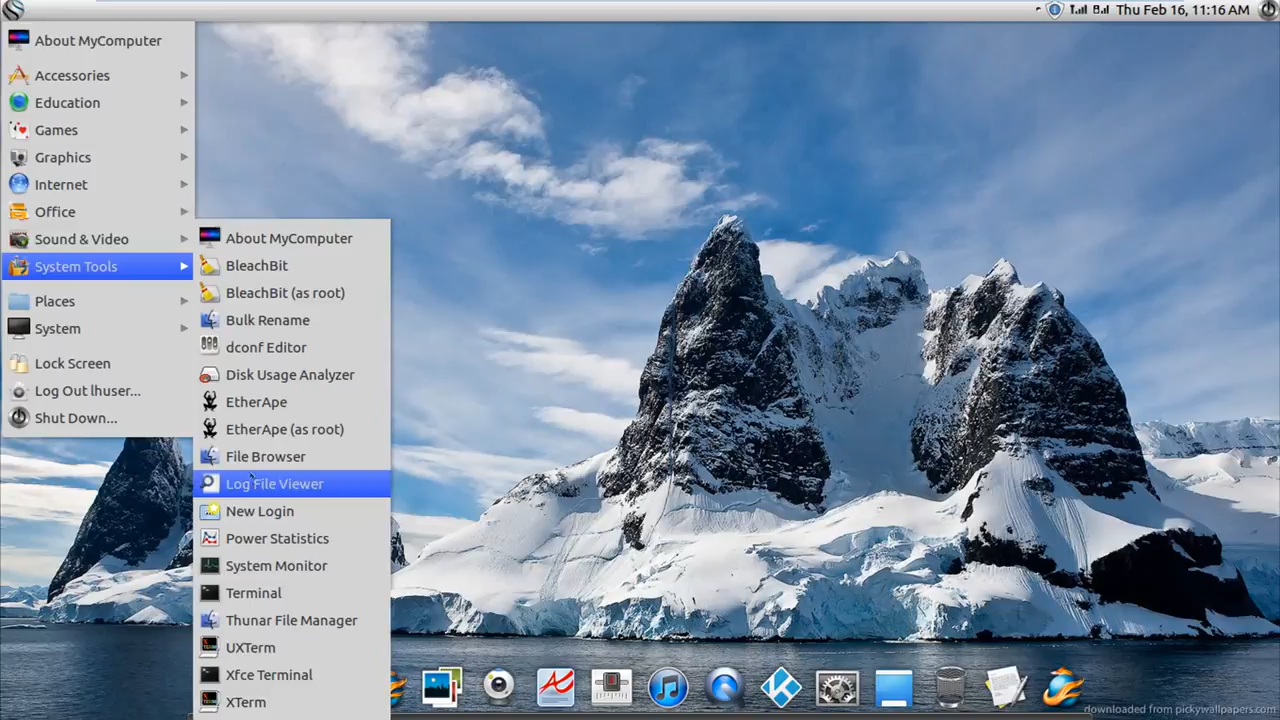 Thu Feb 16, 11:16 AM
About MyComputer
Accessories
Education
Games
Graphics
Internet
Office
Sound & Video
System Tools
Places
System
Lock Screen
Log Out lhuser...
Shut Down...
About MyComputer
BleachBit
BleachBit (as root)
Bulk Rename
dconf Editor
Disk Usage Analyzer
EtherApe
EtherApe (as root)
File Browser
Log File Viewer
New Login
Power Statistics
System Monitor
Terminal
Thunar File Manager
UXTerm
Xfce Terminal
XTerm
downloaded from pickywallpapers.com